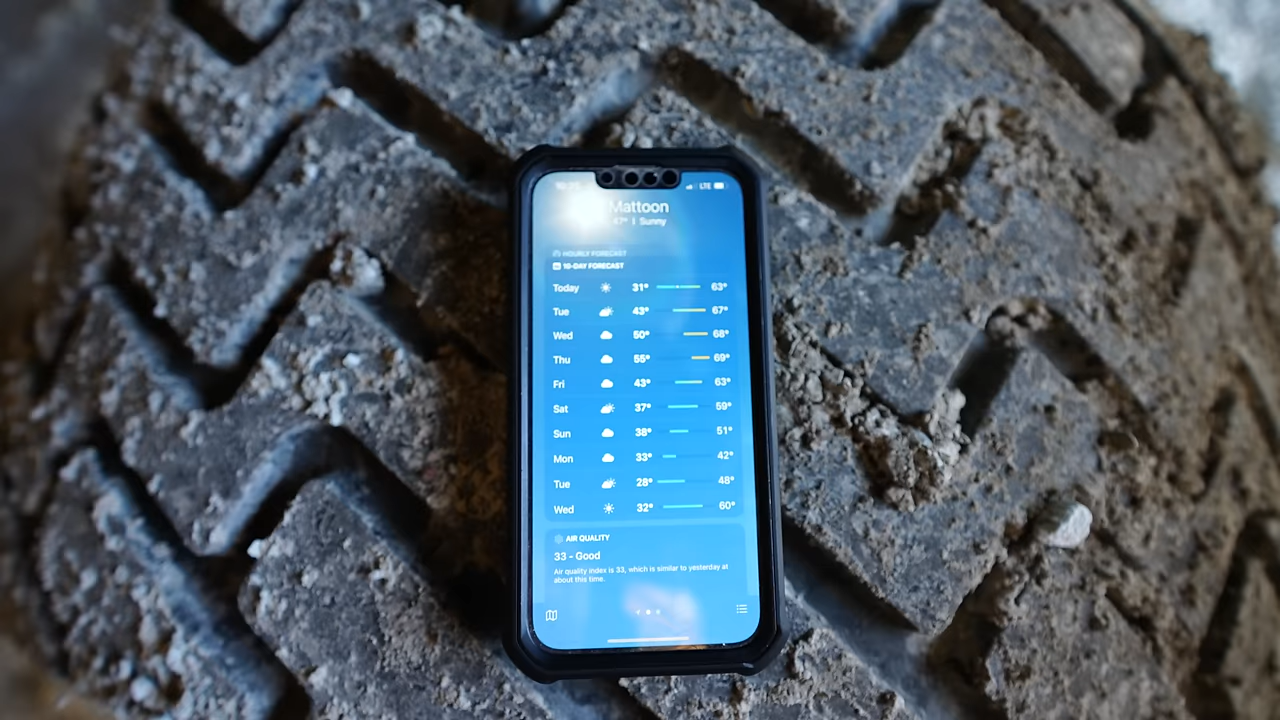 LTE
Mattoon
47° | Sunny
HOURLY FORECAST
10-DAY FORECAST
Today 31° 63°
Tue 43° 67°
Wed 50° 68°
Thu 55° 69°
Fri 43° 63°
Sat 37° 59°
Sun 38° 51°
Mon 33° 42°
Tue 28° 48°
Wed 32° 60°
AIR QUALITY
33 - Good
Air quality index is 33, which is similar to yesterday at
about this time.